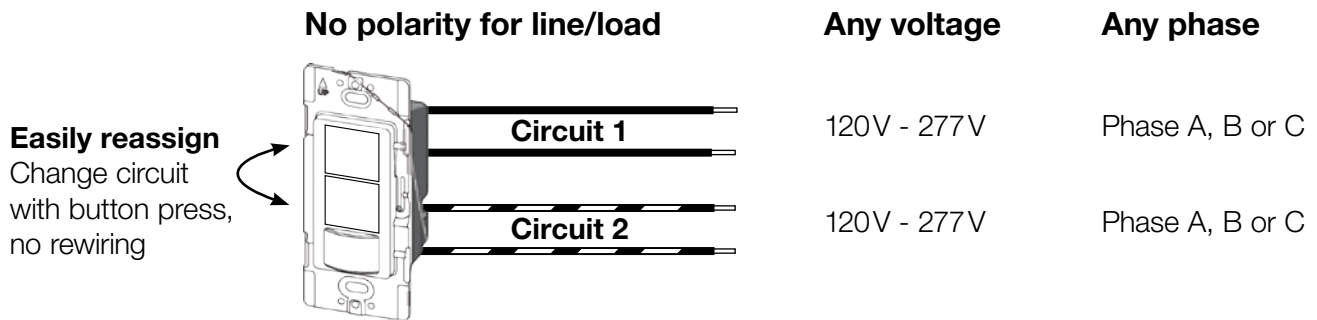 No polarity for line/load
Any voltage
Any phase
UP
Easily reassign
Change circuit
with button press,
no rewiring
Circuit 1
120V - 277V
Phase A, B or C
Circuit 2
120V - 277V
Phase A, B or C